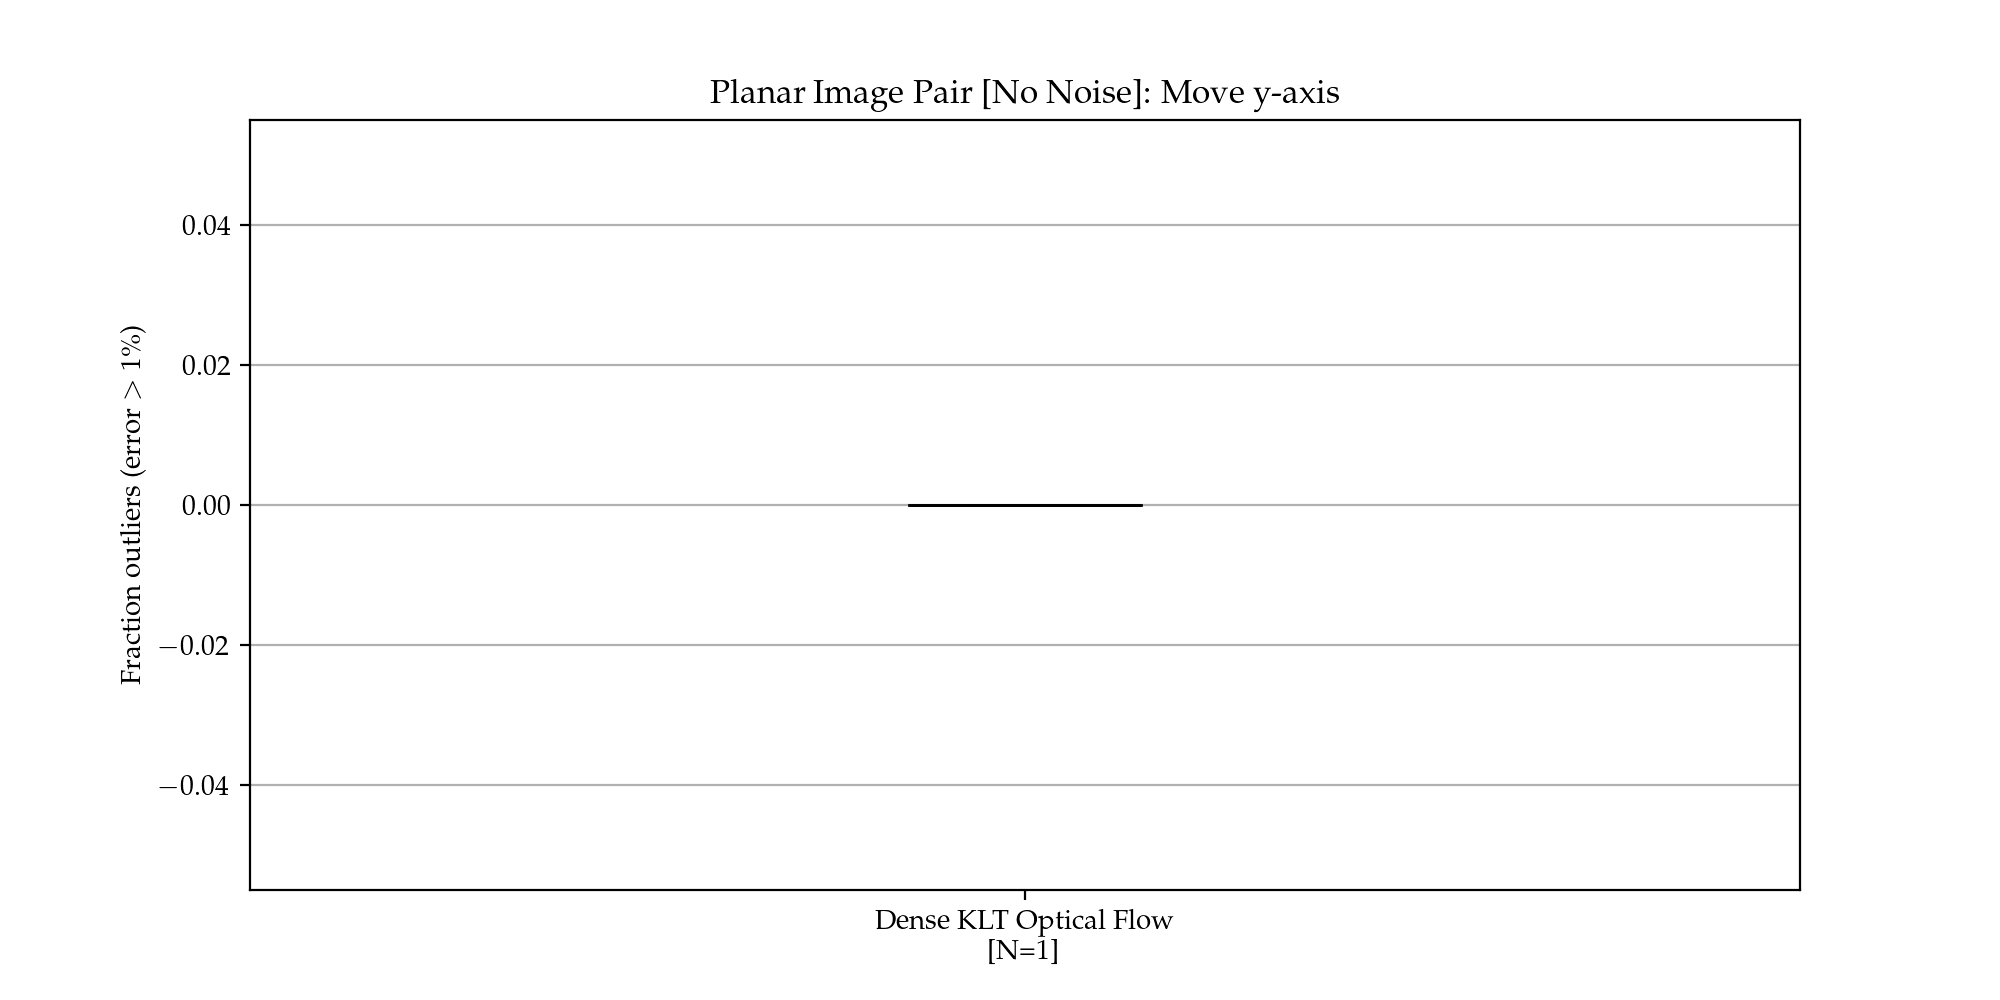 Planar Image Pair [No Noise]: Move y-axis
Fraction outliers (error > 1%)
0.04
0.02
0.00
−0.02
−0.04
Dense KLT Optical Flow
[N=1]